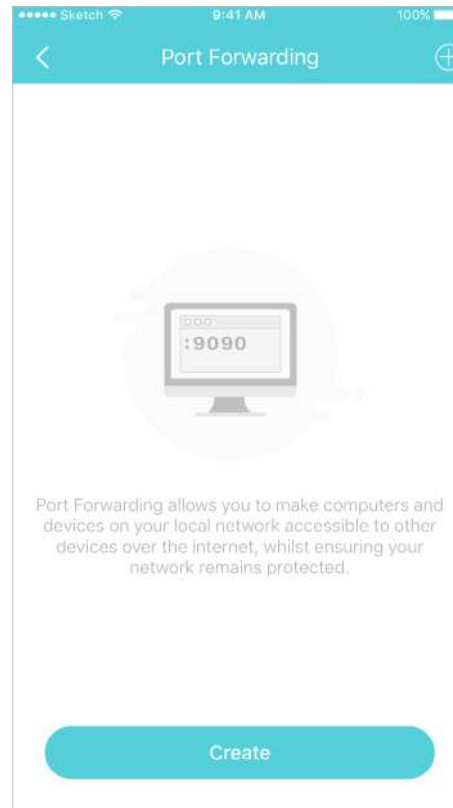 Sketch 9:41 AM 100%
Port Forwarding
:9090
Port Forwarding allows you to make computers and
devices on your local network accessible to other
devices over the internet, whilst ensuring your
network remains protected.
Create